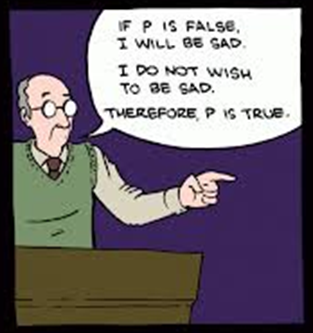 IF P IS FALSE,
I WILL BE SAD.
I DO NOT WISH
TO BE SAD.
THEREFORE, P IS TRUE.